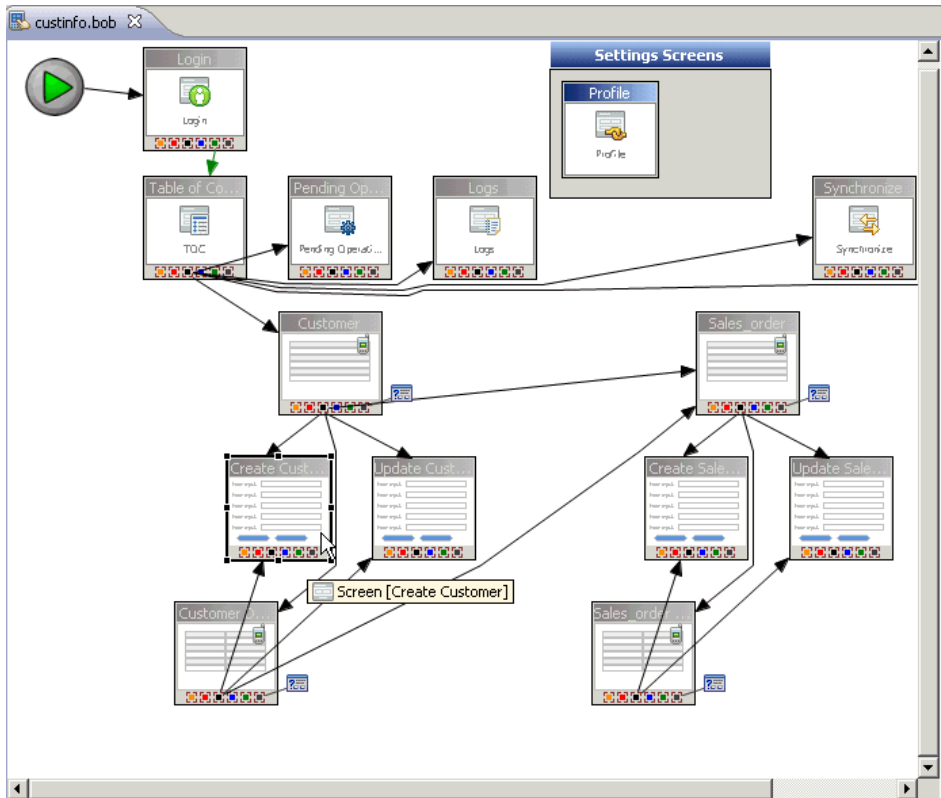 custinfo.bob
Login
Login
Settings Screens
Profile
Profile
Table of Co...
TOC
Pending Op...
Pending Operati...
Logs
Logs
Synchronize
Synchronize
Customer
Sales_order
Create Cust...
Update Cust...
Create Sale...
Update Sale...
Screen [Create Customer]
Customer
Sales_order ...